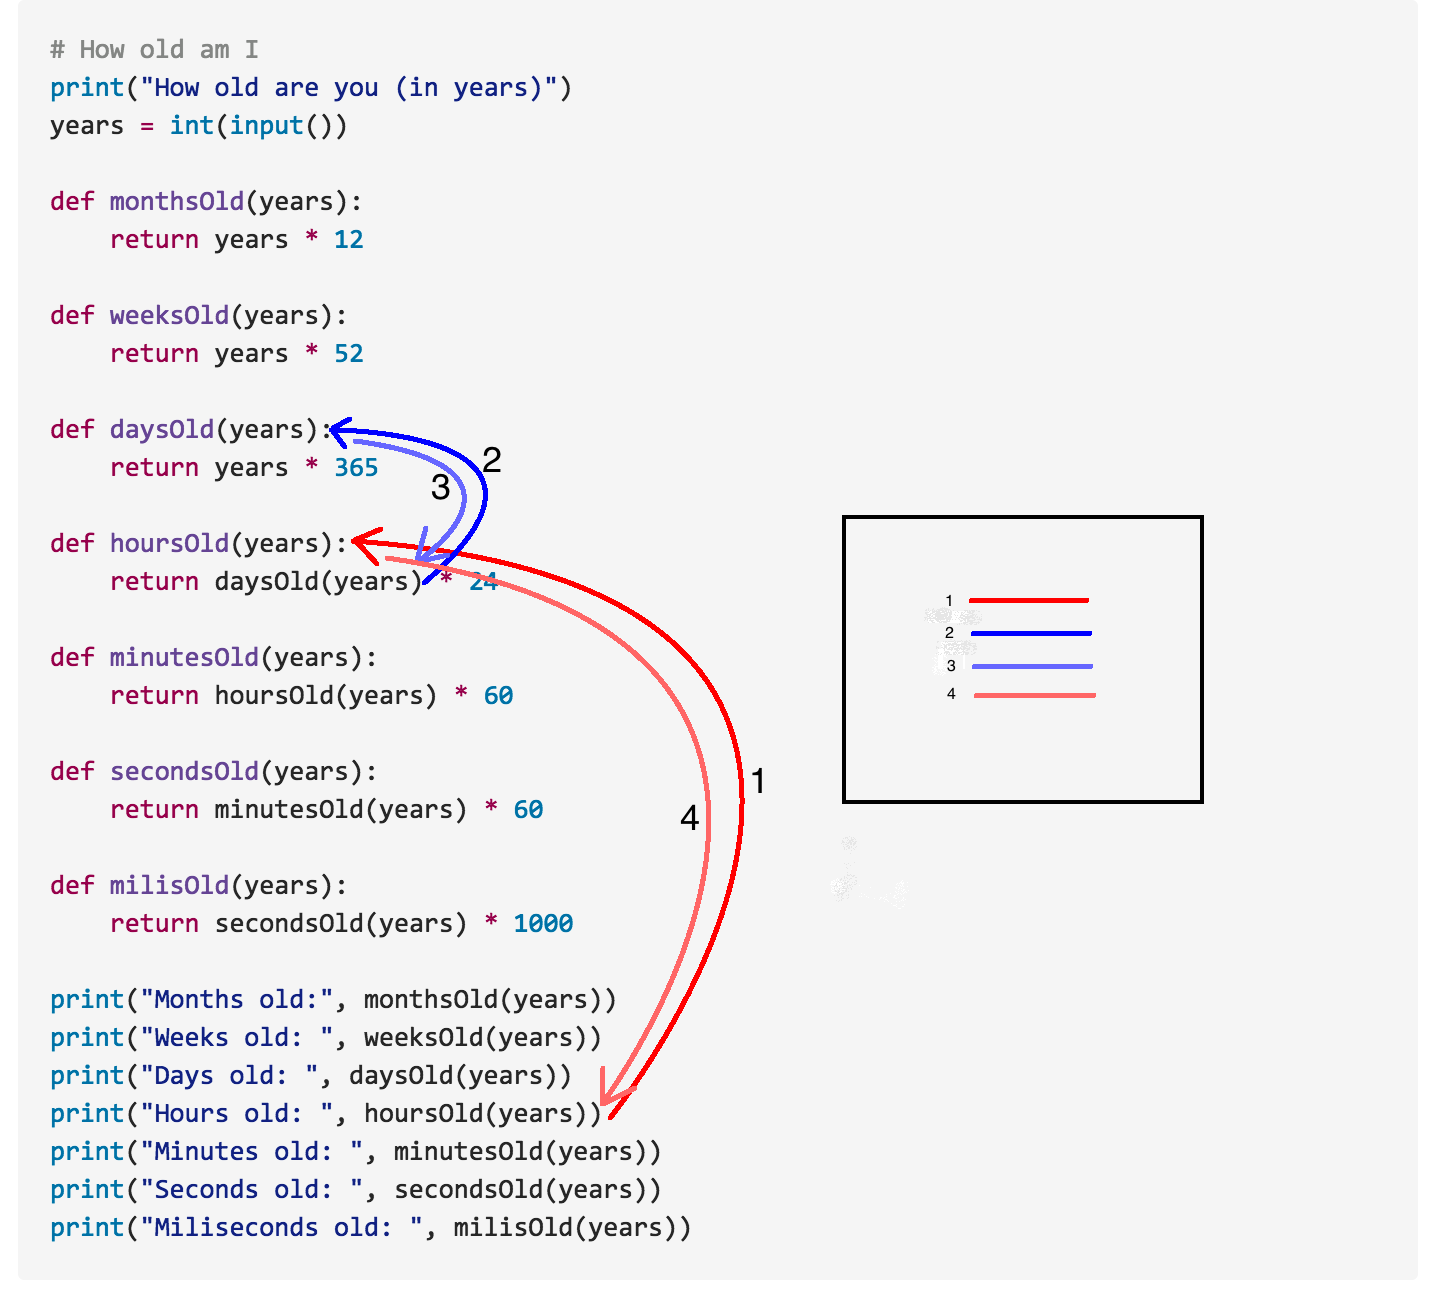 # How old am I
print("How old are you (in years)")
years = int(input())
def monthsOld(years):
    return years * 12
def weeksOld(years):
    return years * 52
def daysOld(years):
    return years * 365
2
3
def hoursOld(years):
    return daysOld(years) * 24
def minutesOld(years):
    return hoursOld(years) * 60
def secondsOld(years):
    return minutesOld(years) * 60
1
4
def milisOld(years):
    return secondsOld(years) * 1000
print("Months old:", monthsOld(years))
print("Weeks old: ", weeksOld(years))
print("Days old: ", daysOld(years))
print("Hours old: ", hoursOld(years))
print("Minutes old: ", minutesOld(years))
print("Seconds old: ", secondsOld(years))
print("Miliseconds old: ", milisOld(years))
1
2
3
4